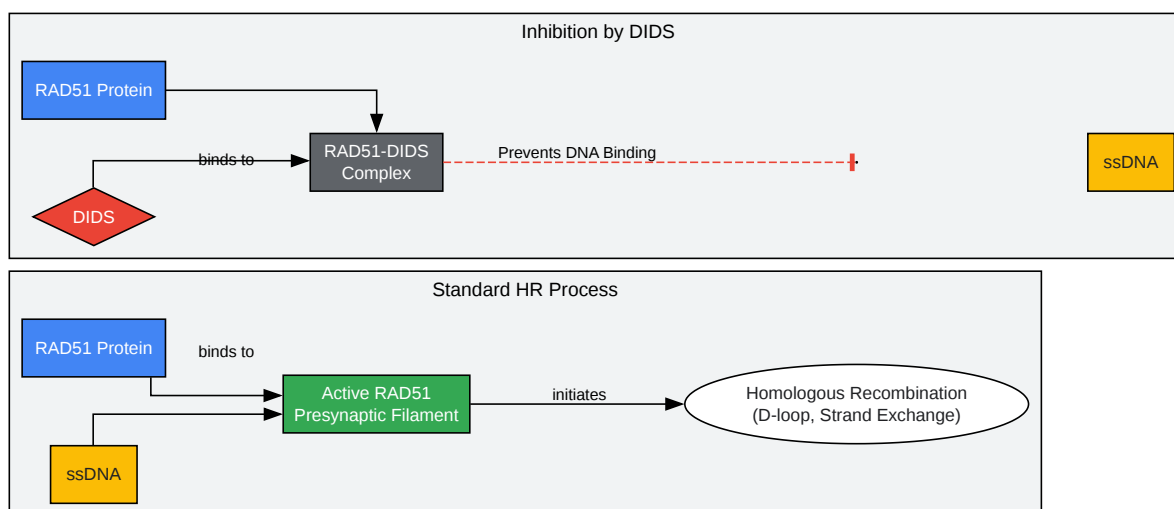 Inhibition by DIDS
RAD51 Protein
binds to
RAD51-DIDS
Complex
Prevents DNA Binding
ssDNA
DIDS
Standard HR Process
RAD51 Protein
binds to
Active RAD51
Presynaptic Filament
initiates
Homologous Recombination
(D-loop, Strand Exchange)
ssDNA